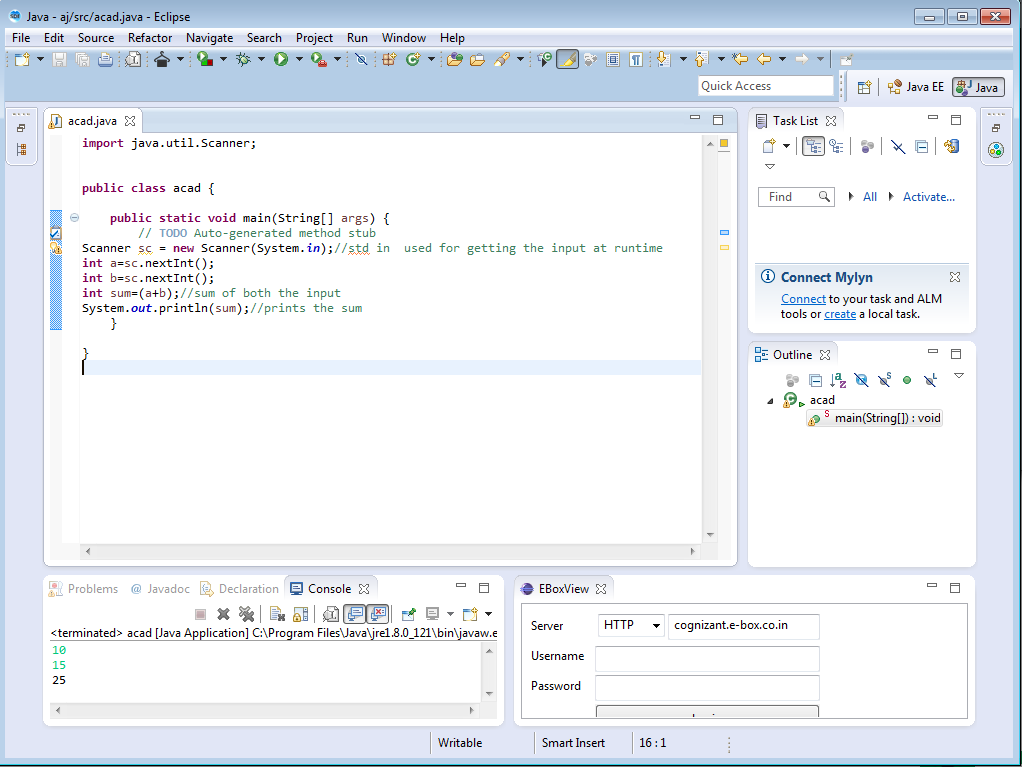 Java - aj/src/acad.java - Eclipse
File Edit Source Refactor Navigate Search Project Run Window Help
Quick Access
Java EE
Java
acad.java
import java.util.Scanner;
public class acad {
public static void main(String[] args) {
// TODO Auto-generated method stub
Scanner sc = new Scanner(System.in);//std in  used for getting the input at runtime
int a=sc.nextInt();
int b=sc.nextInt();
int sum=(a+b);//sum of both the input
System.out.println(sum);//prints the sum
}
}
Task List
Find
All
Activate...
Connect Mylyn
Connect to your task and ALM
tools or create a local task.
Outline
acad
main(String[]) : void
Problems @ Javadoc Declaration Console
<terminated> acad [Java Application] C:\Program Files\Java\jre1.8.0_121\bin\javaw.e
10
15
25
EBoxView
Server HTTP cognizant.e-box.co.in
Username
Password
Writable Smart Insert 16 : 1